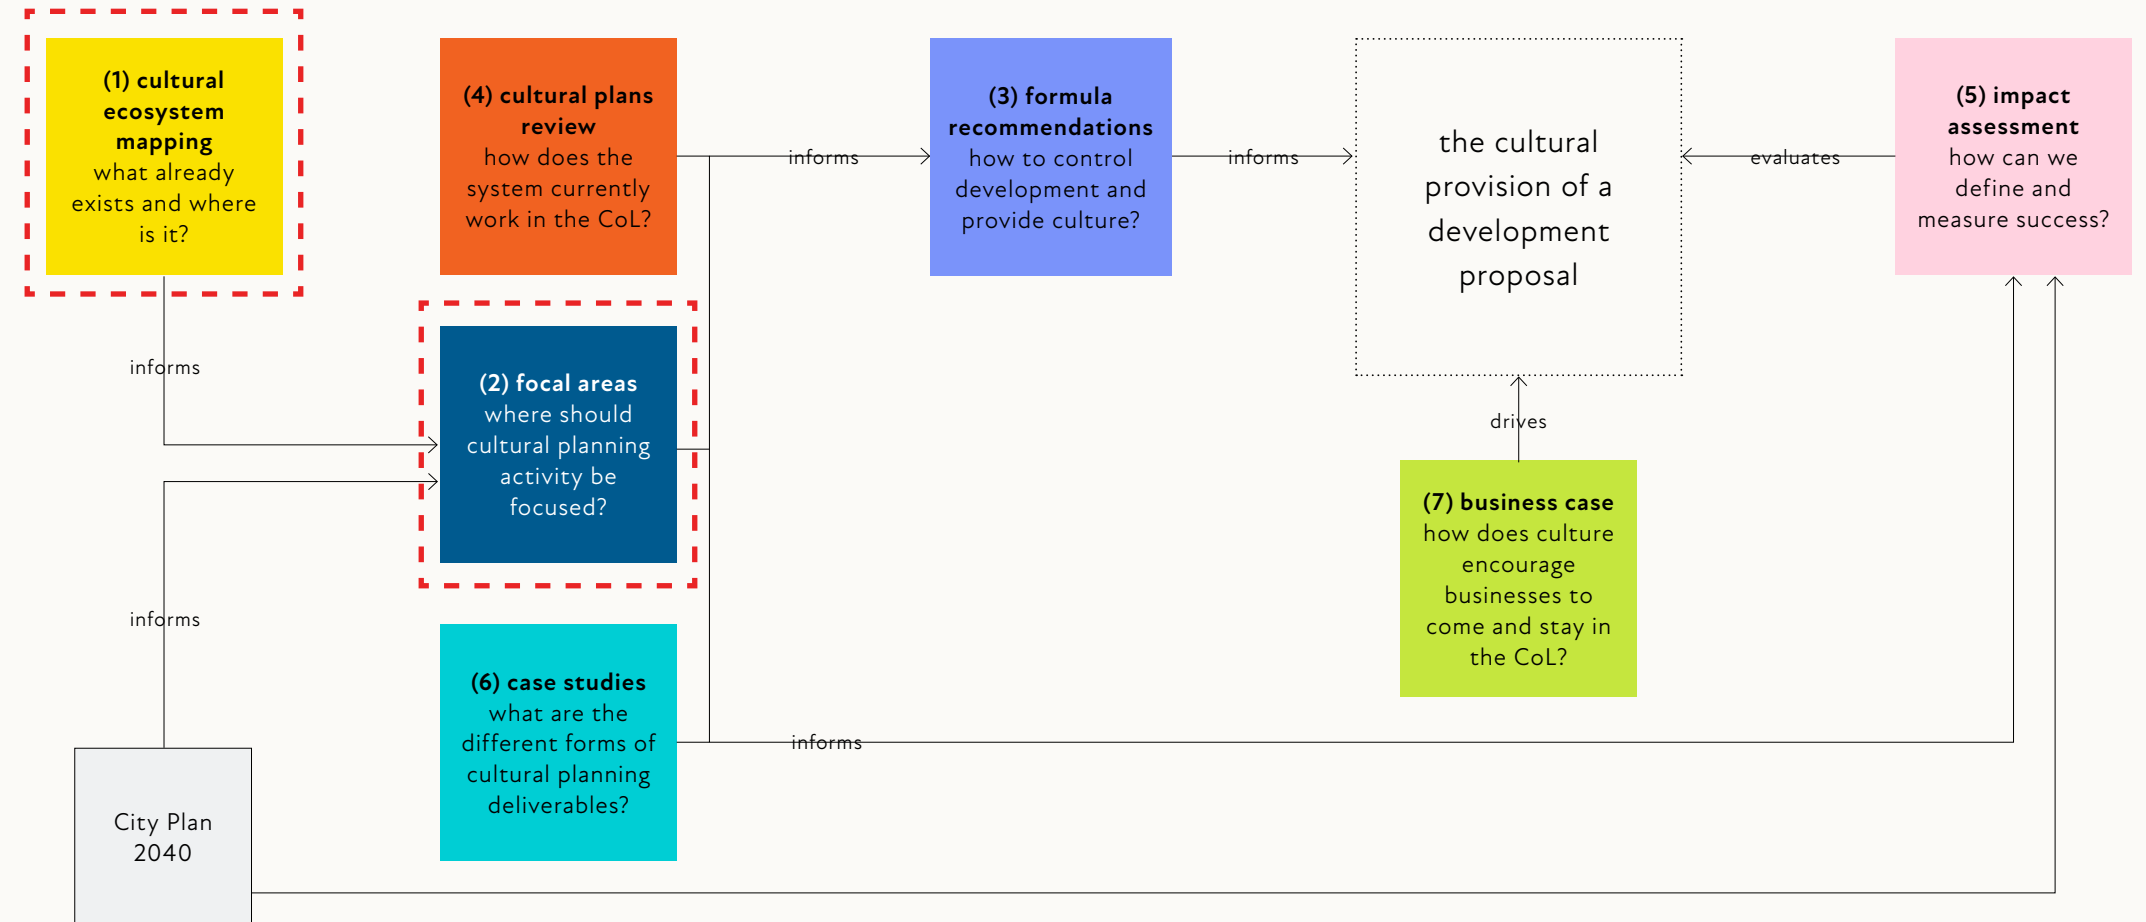 (1) cultural
ecosystem
mapping
what already
exists and where
is it?
(4) cultural plans
review
how does the
system currently
work in the CoL?
informs
(3) formula
recommendations
how to control
development and
provide culture?
informs
the cultural
provision of a
development
proposal
evaluates
(5) impact
assessment
how can we
define and
measure success?
informs
(2) focal areas
where should
cultural planning
activity be
focused?
drives
(7) business case
how does culture
encourage
businesses to
come and stay in
the CoL?
informs
(6) case studies
what are the
different forms of
cultural planning
deliverables?
informs
City Plan
2040